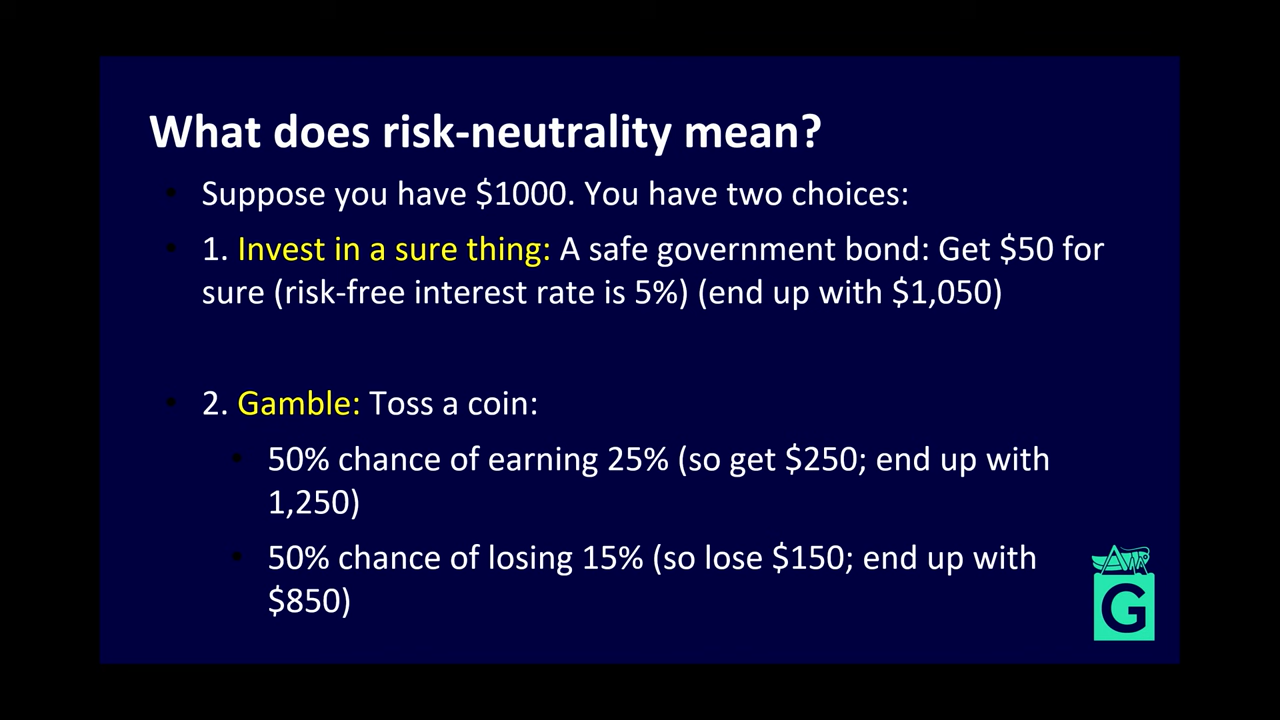 What does risk-neutrality mean?
• Suppose you have $1000. You have two choices:
• 1. Invest in a sure thing: A safe government bond: Get $50 for
sure (risk-free interest rate is 5%) (end up with $1,050)
• 2. Gamble: Toss a coin:
• 50% chance of earning 25% (so get $250; end up with
1,250)
• 50% chance of losing 15% (so lose $150; end up with
$850)
G